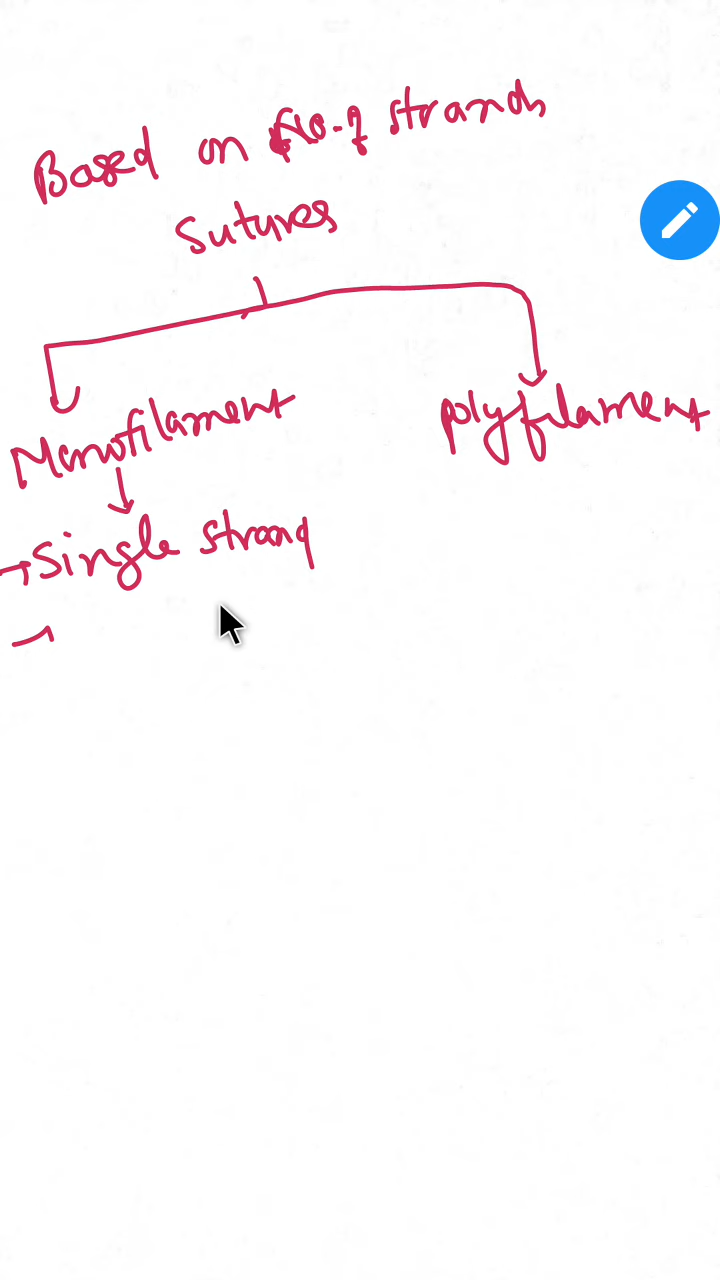 Based on No. of strands
Sutures
Monofilament
polyfilament
→ Single strand